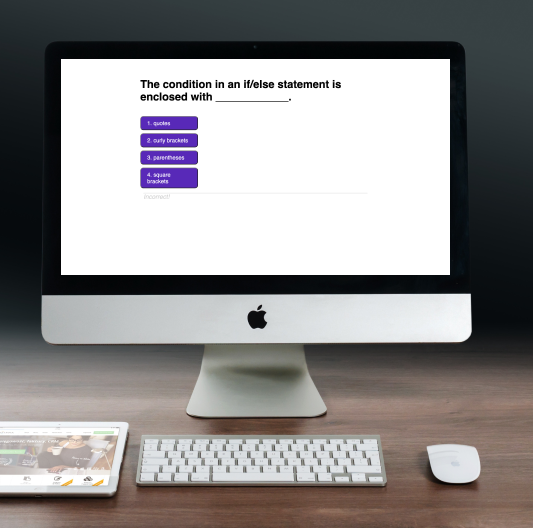 The condition in an if/else statement is
enclosed with ____________.
1. quotes
2. curly brackets
3. parentheses
4. square
brackets
Incorrect!